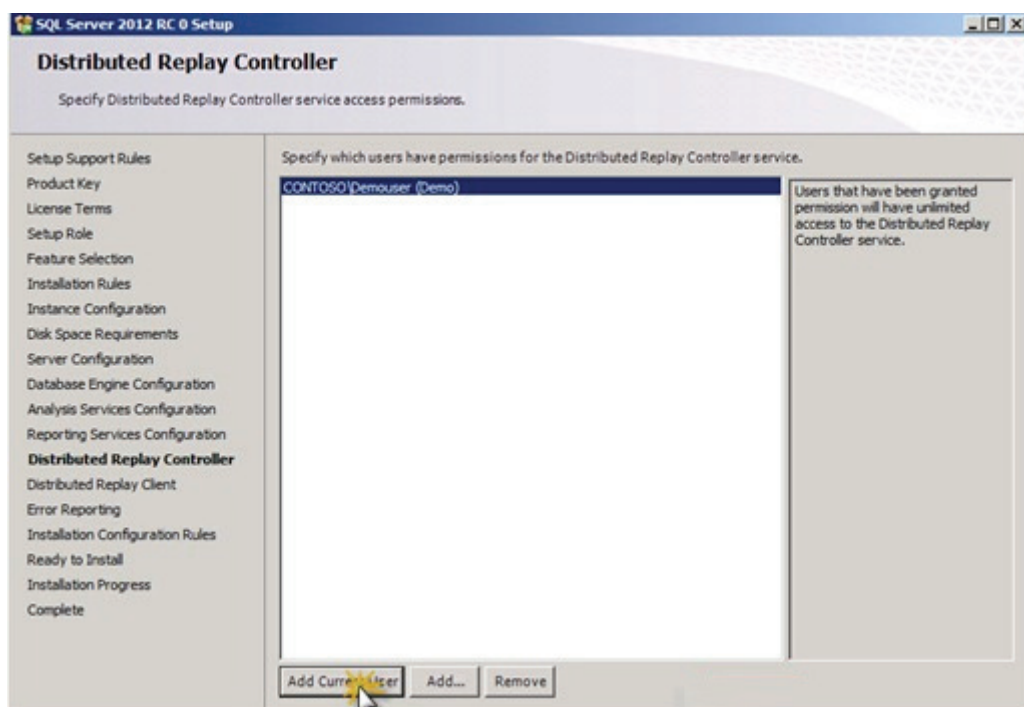 SQL Server 2012 RC 0 Setup
Distributed Replay Controller
Specify Distributed Replay Controller service access permissions.
Setup Support Rules
Product Key
License Terms
Setup Role
Feature Selection
Installation Rules
Instance Configuration
Disk Space Requirements
Server Configuration
Database Engine Configuration
Analysis Services Configuration
Reporting Services Configuration
Distributed Replay Controller
Distributed Replay Client
Error Reporting
Installation Configuration Rules
Ready to Install
Installation Progress
Complete
Specify which users have permissions for the Distributed Replay Controller service.
CONTOSO\Demouser (Demo)
Users that have been granted
permission will have unlimited
access to the Distributed Replay
Controller service.
Add Current User
Add...
Remove